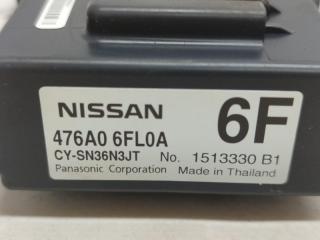 NISSAN 6F
476A0 6FL0A
CY-SN36N3JT No. 1513330 B1
Panasonic Corporation Made in Thailand